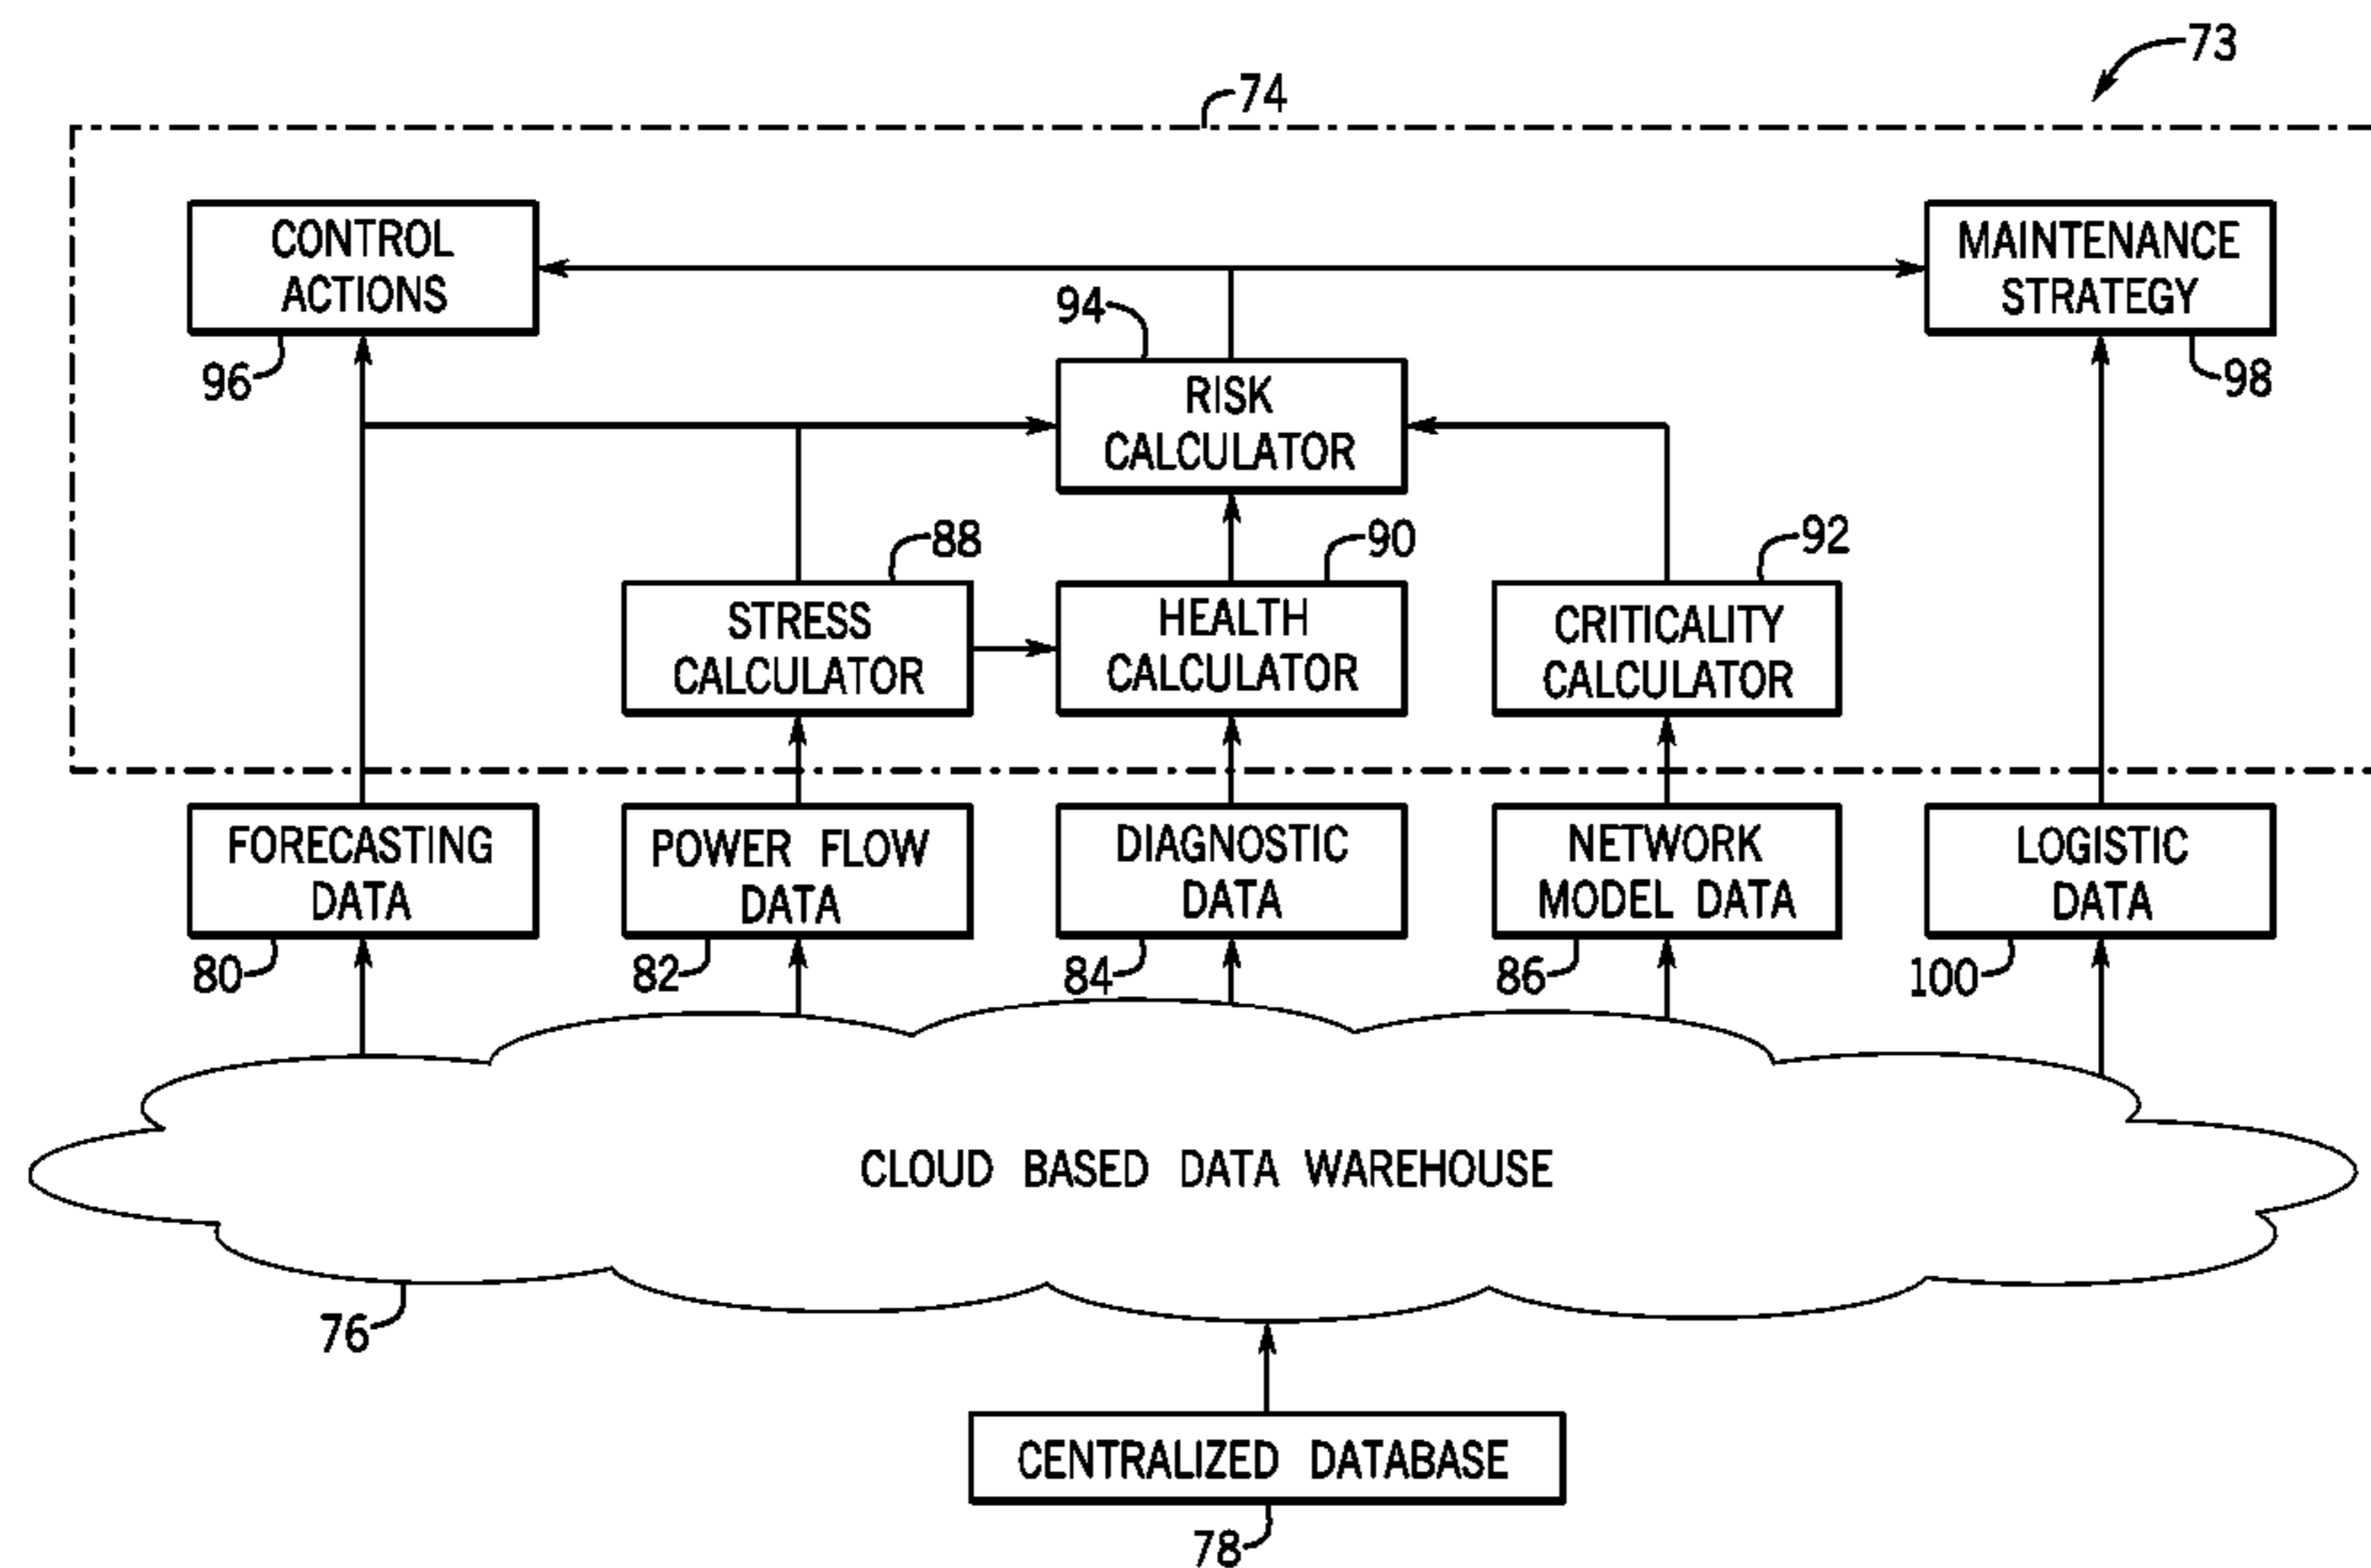 73
74
CONTROL
ACTIONS
MAINTENANCE
STRATEGY
94
96
98
RISK
CALCULATOR
88
90
92
STRESS
CALCULATOR
HEALTH
CALCULATOR
CRITICALITY
CALCULATOR
FORECASTING
DATA
POWER FLOW
DATA
DIAGNOSTIC
DATA
NETWORK
MODEL DATA
LOGISTIC
DATA
80
82
84
86
100
CLOUD BASED DATA WAREHOUSE
76
CENTRALIZED DATABASE
78